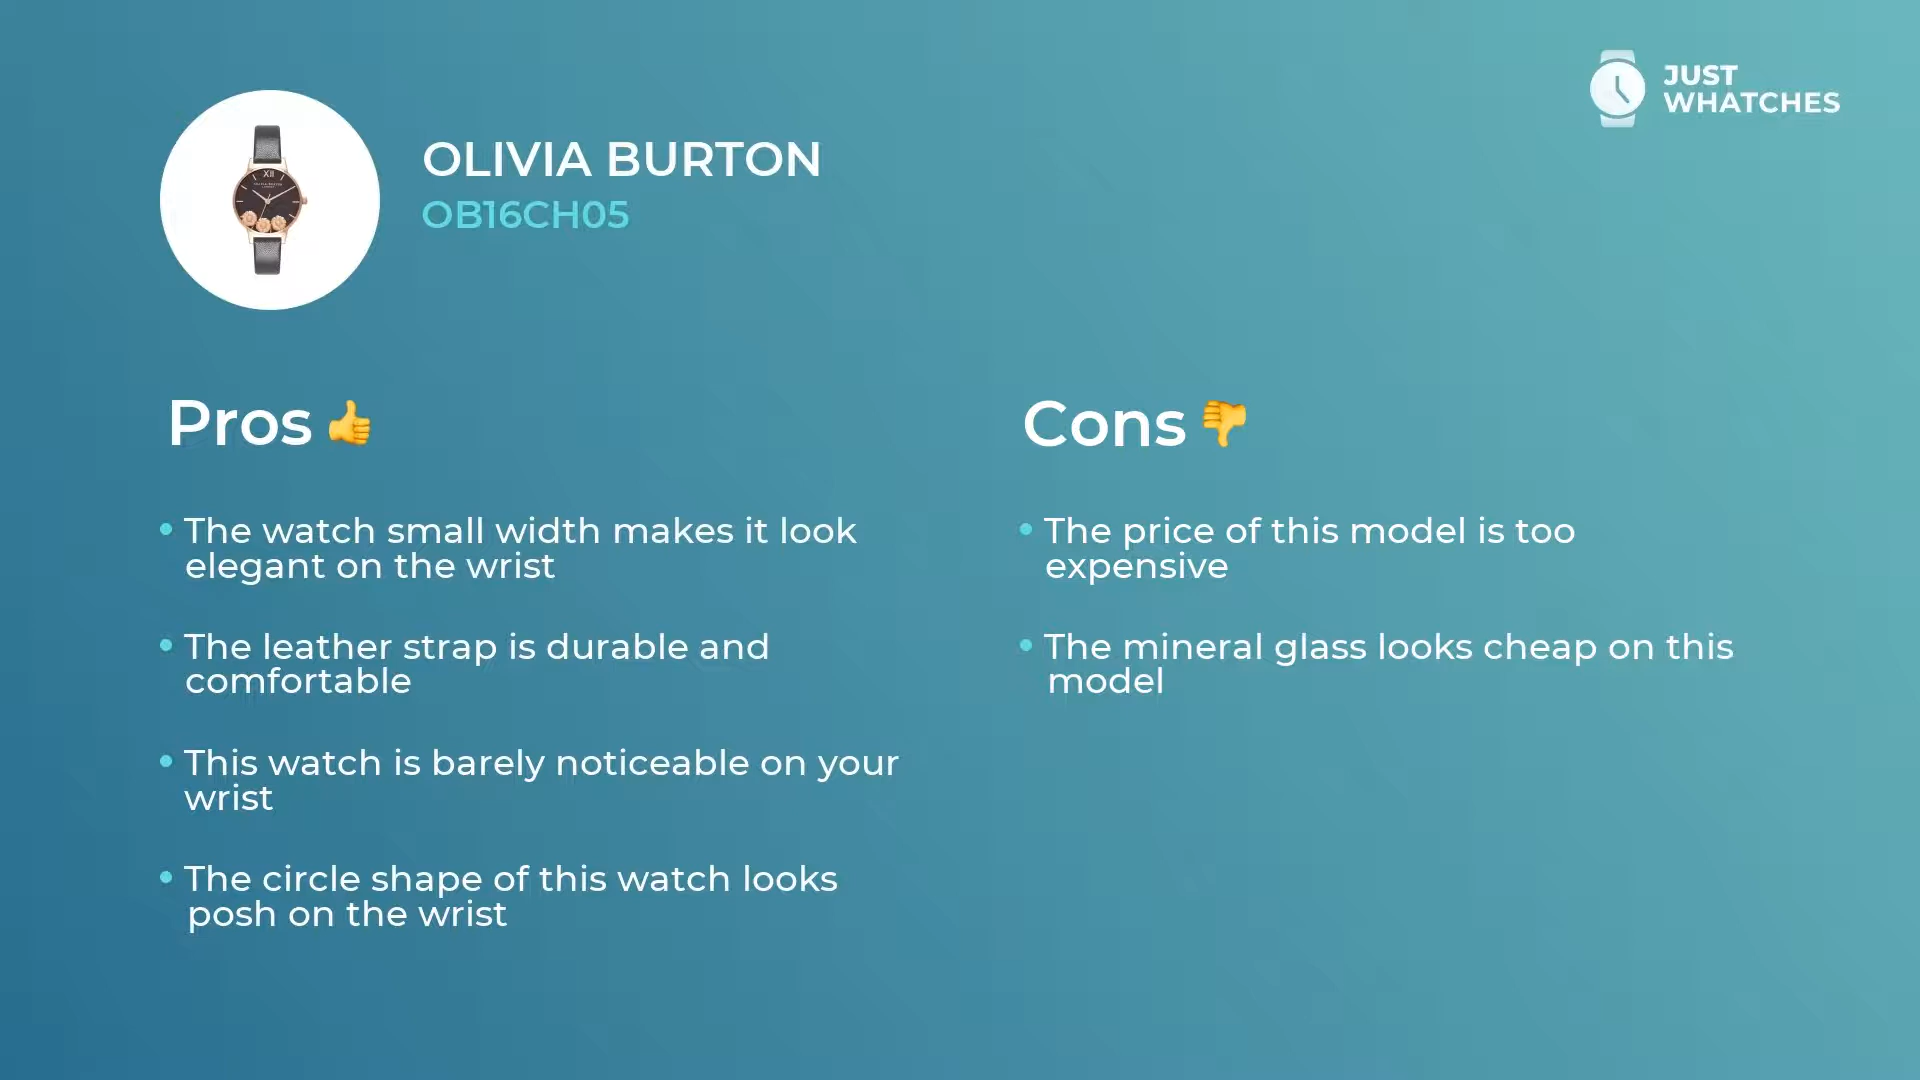 JUST
WHATCHES
OLIVIA BURTON
OB16CH05
XII
Pros 👍
• The watch small width makes it look
elegant on the wrist
• The leather strap is durable and
comfortable
• This watch is barely noticeable on your
wrist
• The circle shape of this watch looks
posh on the wrist
Cons 👎
• The price of this model is too
expensive
• The mineral glass looks cheap on this
model